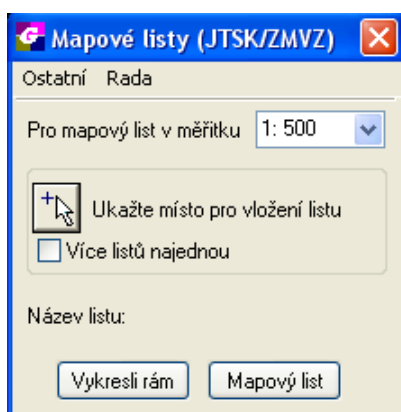 Mapové listy (JTSK/ZMVZ)
Ostatní Rada
Pro mapový list v měřítku 1: 500
Ukažte místo pro vložení listu
Více listů najednou
Název listu:
Vykresli rám Mapový list